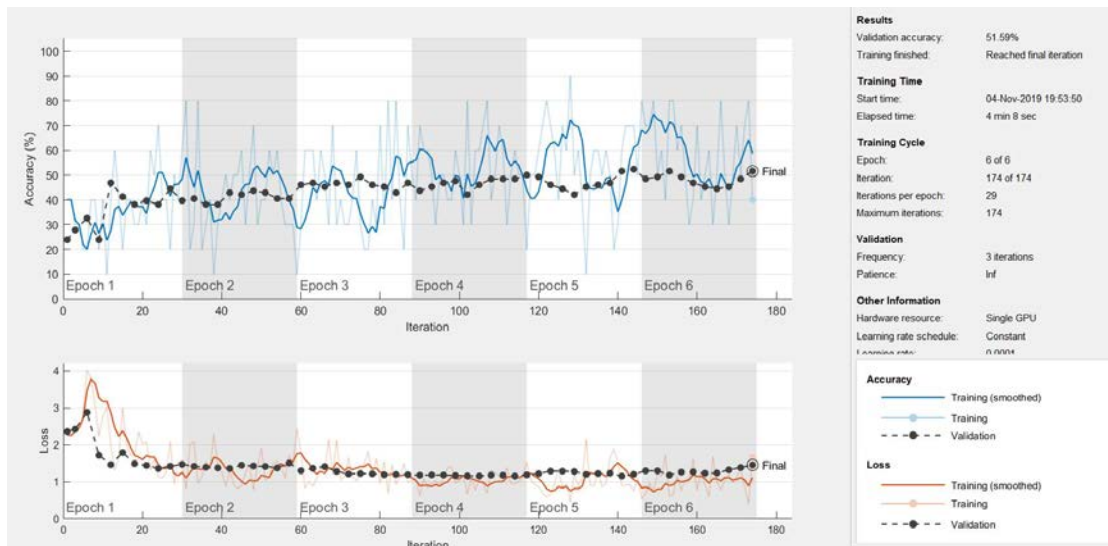 100
90
80
70
60
50
40
30
20
10
0
Accuracy (%)
Final
Epoch 1 Epoch 2 Epoch 3 Epoch 4 Epoch 5 Epoch 6
0 20 40 60 80 100 120 140 160 180
Iteration
4
3
2
1
0
Loss
Final
Epoch 1 Epoch 2 Epoch 3 Epoch 4 Epoch 5 Epoch 6
0 20 40 60 80 100 120 140 160 180
Iteration
Results
Validation accuracy: 51.59%
Training finished: Reached final iteration
Training Time
Start time: 04-Nov-2019 19:53:50
Elapsed time: 4 min 8 sec
Training Cycle
Epoch: 6 of 6
Iteration: 174 of 174
Iterations per epoch: 29
Maximum iterations: 174
Validation
Frequency: 3 iterations
Patience: Inf
Other Information
Hardware resource: Single GPU
Learning rate schedule: Constant
Learning rate: 0.0001
Accuracy
Training (smoothed)
Training
Validation
Loss
Training (smoothed)
Training
Validation